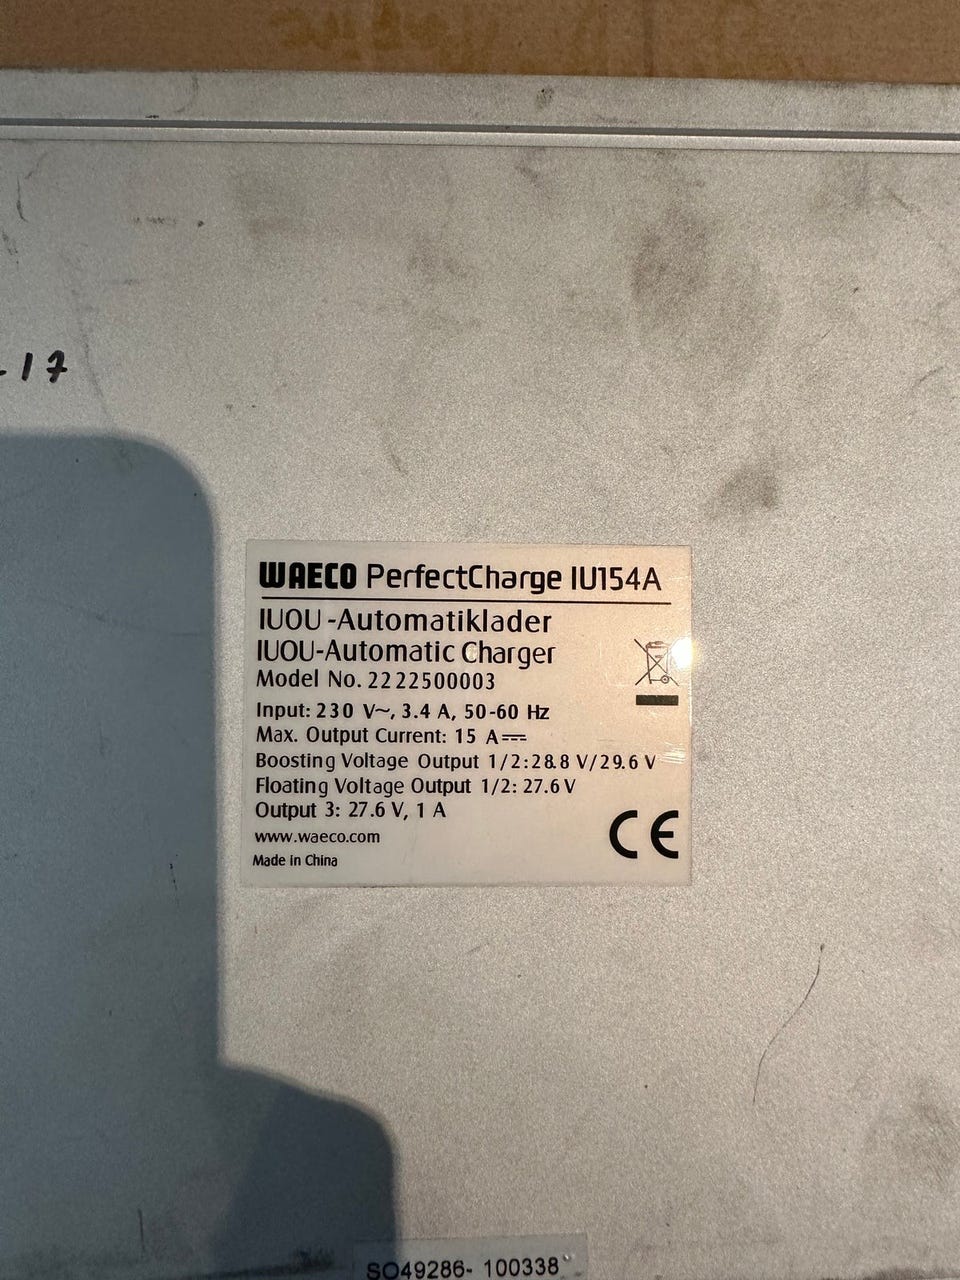 -17
WAECO PerfectCharge IU154A
IUOU-Automatiklader
IUOU-Automatic Charger
Model No. 2222500003
Input: 230 V~, 3.4 A, 50-60 Hz
Max. Output Current: 15 A⎓
Boosting Voltage Output 1/2:28.8 V/29.6 V
Floating Voltage Output 1/2: 27.6 V
Output 3: 27.6 V, 1 A
www.waeco.com
CE
Made in China
SO49286- 100338